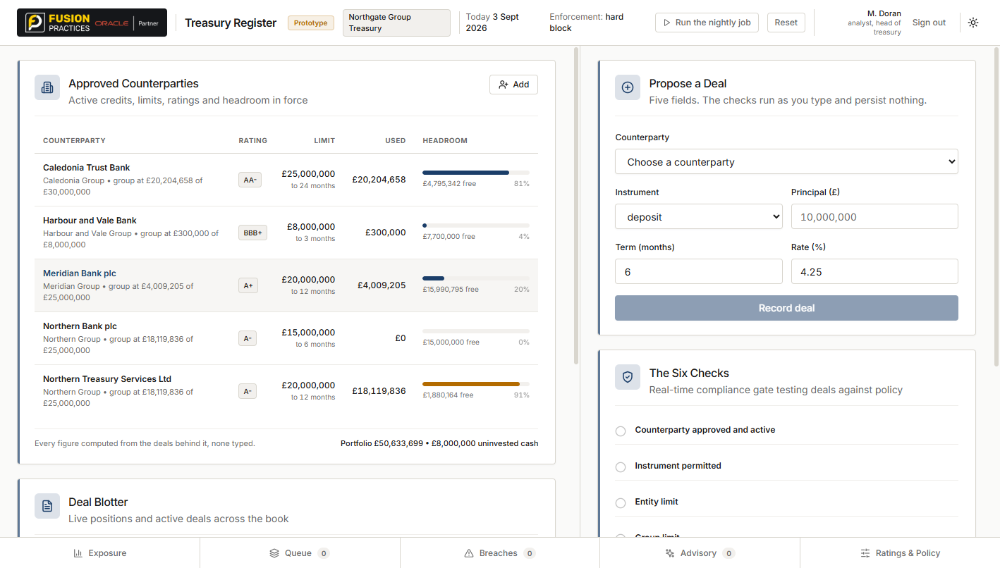 FUSION PRACTICES ORACLE Partner
Treasury Register
Prototype
Northgate Group Treasury
Today 3 Sept 2026
Enforcement: hard block
Run the nightly job
Reset
M. Doran
analyst, head of treasury
Sign out
Approved Counterparties
Active credits, limits, ratings and headroom in force
Add
COUNTERPARTY RATING LIMIT USED HEADROOM
Caledonia Trust Bank
Caledonia Group • group at £20,204,658 of
£30,000,000
AA-
£25,000,000
to 24 months
£20,204,658
£4,795,342 free 81%
Harbour and Vale Bank
Harbour and Vale Group • group at £300,000 of
£8,000,000
BBB+
£8,000,000
to 3 months
£300,000
£7,700,000 free 4%
Meridian Bank plc
Meridian Group • group at £4,009,205 of
£25,000,000
A+
£20,000,000
to 12 months
£4,009,205
£15,990,795 free 20%
Northern Bank plc
Northern Group • group at £18,119,836 of
£25,000,000
A-
£15,000,000
to 6 months
£0
£15,000,000 free 0%
Northern Treasury Services Ltd
Northern Group • group at £18,119,836 of
£25,000,000
A-
£20,000,000
to 12 months
£18,119,836
£1,880,164 free 91%
Every figure computed from the deals behind it, none typed.
Portfolio £50,633,699 • £8,000,000 uninvested cash
Deal Blotter
Live positions and active deals across the book
Propose a Deal
Five fields. The checks run as you type and persist nothing.
Counterparty
Choose a counterparty
Instrument
deposit
Principal (£)
10,000,000
Term (months)
6
Rate (%)
4.25
Record deal
The Six Checks
Real-time compliance gate testing deals against policy
Counterparty approved and active
Instrument permitted
Entity limit
Group limit
Exposure
Queue 0
Breaches 0
Advisory 0
Ratings & Policy